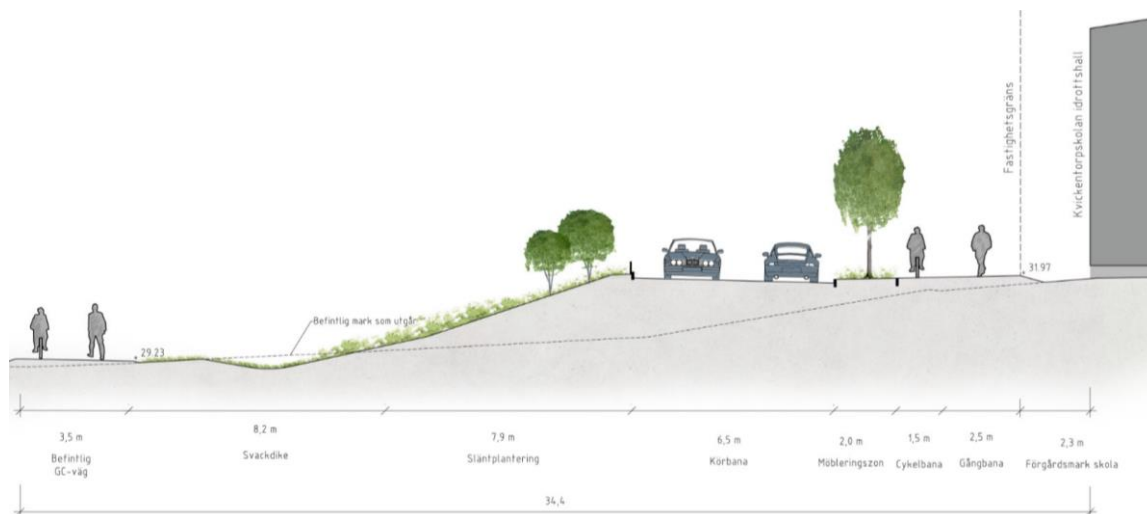 Fastighetsgräns
Kvickentorpskolan idrottshall
31.97
Befintlig mark som utgår
29.23
3,5 m
Befintlig
GC-väg
8,2 m
Svackdike
7,9 m
Släntplantering
6,5 m
Körbana
2,0 m
Möbleringszon
1,5 m
Cykelbana
2,5 m
Gångbana
2,3 m
Förgårdsmark skola
34,4